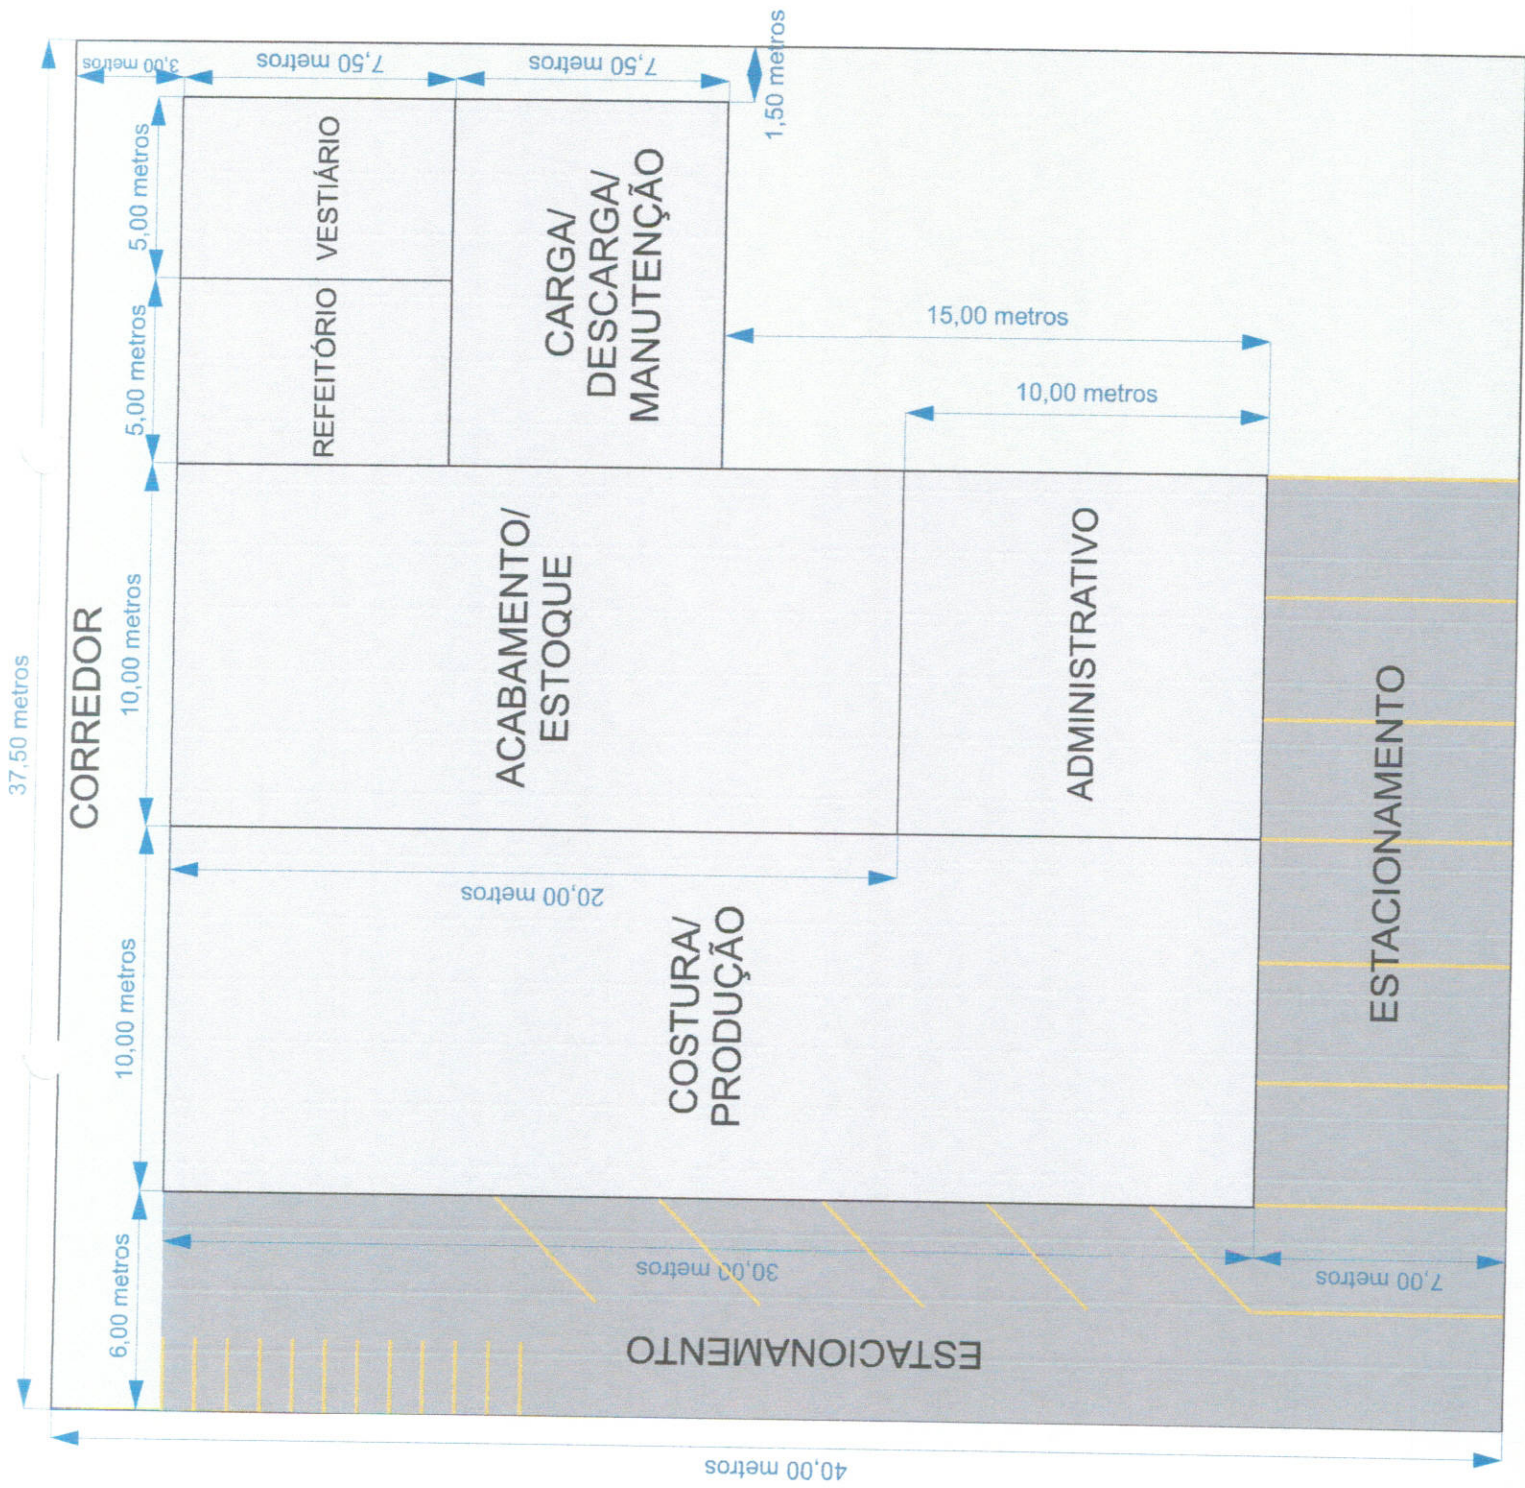 37,50 metros
CORREDOR
3,00 metros
7,50 metros
7,50 metros
1,50 metros
5,00 metros
5,00 metros
10,00 metros
10,00 metros
6,00 metros
VESTIÁRIO
REFEITÓRIO
CARGA/
DESCARGA/
MANUTENÇÃO
ACABAMENTO/
ESTOQUE
15,00 metros
10,00 metros
20,00 metros
COSTURA/
PRODUÇÃO
ADMINISTRATIVO
ESTACIONAMENTO
30,00 metros
7,00 metros
ESTACIONAMENTO
40,00 metros